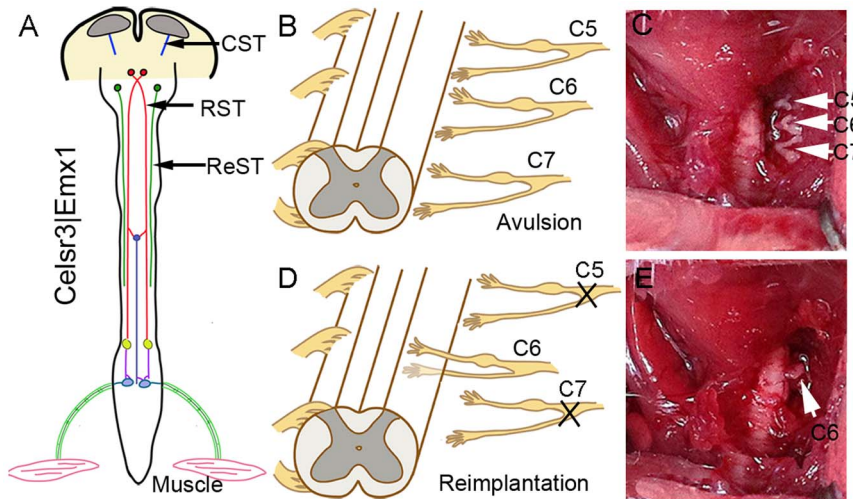 A
CST
RST
ReST
Celsr3|Emx1
Muscle
B
C5
C6
C7
Avulsion
C
C5
C6
C7
D
C5
C6
C7
Reimplantation
E
C6